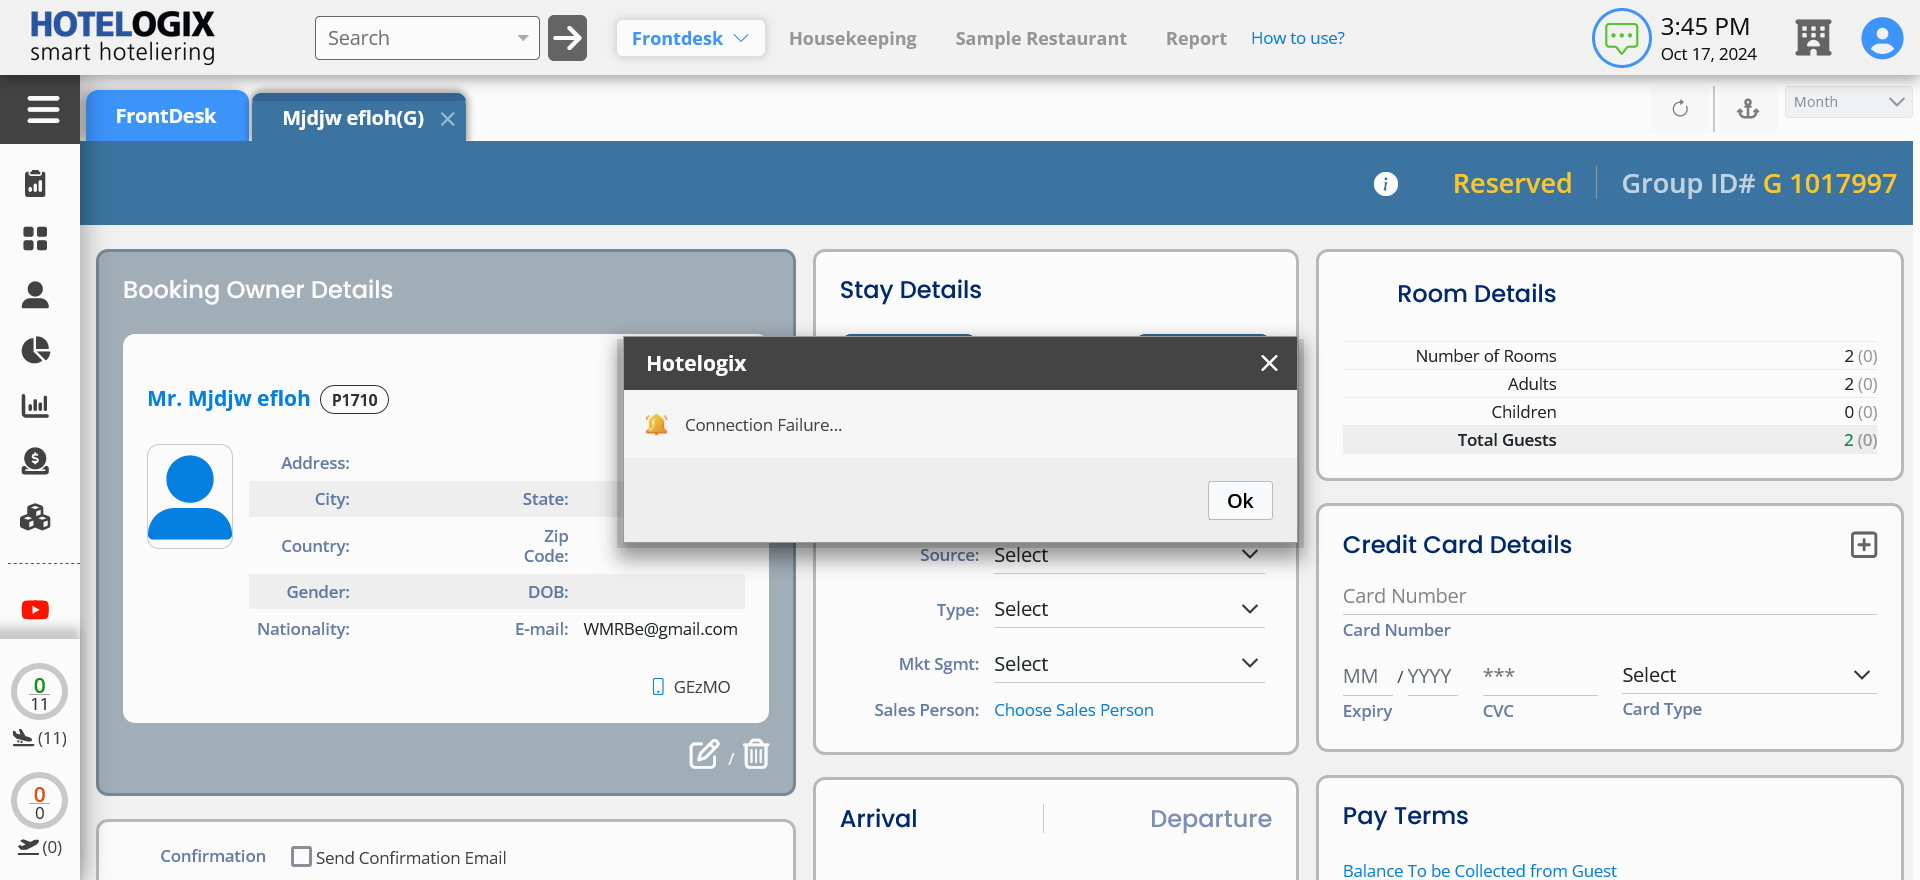 HOTELOGIX
smart hoteliering
Search
Frontdesk
Housekeeping
Sample Restaurant
Report
How to use?
3:45 PM
Oct 17, 2024
FrontDesk
Mjdjw efloh(G)
Month
Reserved
Group ID# G 1017997
Booking Owner Details
Mr. Mjdjw efloh
P1710
Address:
City:
State:
Country:
Zip
Code:
Gender:
DOB:
Nationality:
E-mail: WMRBe@gmail.com
GEzMO
/
Confirmation
Send Confirmation Email
Stay Details
Hotelogix
Connection Failure...
Ok
Source: Select
Type: Select
Mkt Sgmt: Select
Sales Person: Choose Sales Person
Arrival
Departure
Room Details
Number of Rooms 2 (0)
Adults 2 (0)
Children 0 (0)
Total Guests 2 (0)
Credit Card Details
Card Number
Card Number
MM / YYYY
***
Select
Expiry
CVC
Card Type
Pay Terms
Balance To be Collected from Guest
0
11
(11)
0
0
(0)